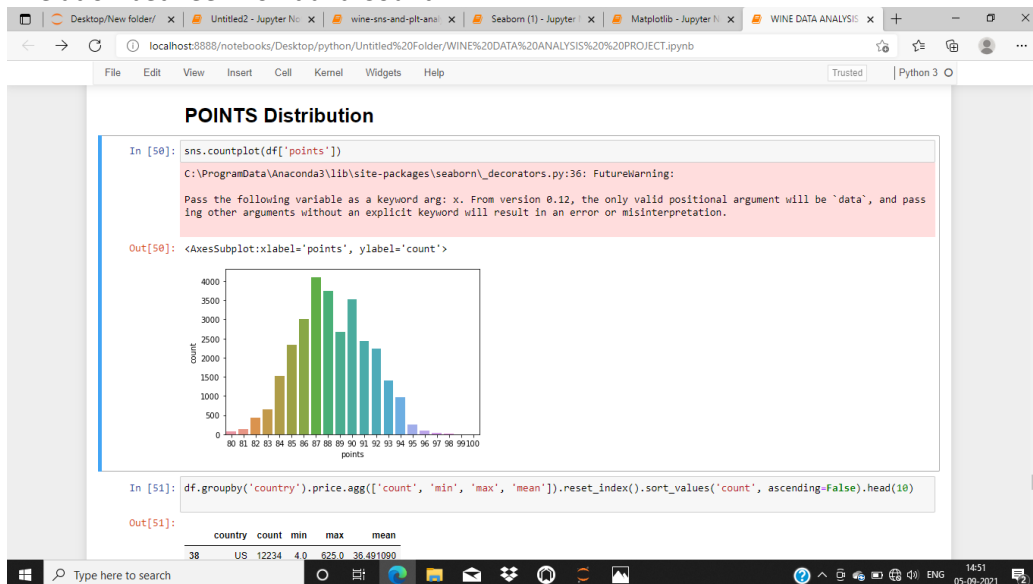 Desktop/New folder/
Untitled2 - Jupyter No
wine-sns-and-plt-anal
Seaborn (1) - Jupyter
Matplotlib - Jupyter N
WINE DATA ANALYSIS
localhost:8888/notebooks/Desktop/python/Untitled%20Folder/WINE%20DATA%20ANALYSIS%20%20PROJECT.ipynb
File Edit View Insert Cell Kernel Widgets Help Trusted Python 3
POINTS Distribution
In [50]: sns.countplot(df['points'])
C:\ProgramData\Anaconda3\lib\site-packages\seaborn\_decorators.py:36: FutureWarning:
Pass the following variable as a keyword arg: x. From version 0.12, the only valid positional argument will be `data`, and pass
ing other arguments without an explicit keyword will result in an error or misinterpretation.
Out[50]: <AxesSubplot:xlabel='points', ylabel='count'>
4000
3500
3000
2500
2000
1500
1000
500
0
count
80 81 82 83 84 85 86 87 88 89 90 91 92 93 94 95 96 97 98 99100
points
In [51]: df.groupby('country').price.agg(['count', 'min', 'max', 'mean']).reset_index().sort_values('count', ascending=False).head(10)
Out[51]:
country count min max mean
38 US 12234 4.0 625.0 36.491090
Type here to search
ENG
14:51
05-09-2021
2